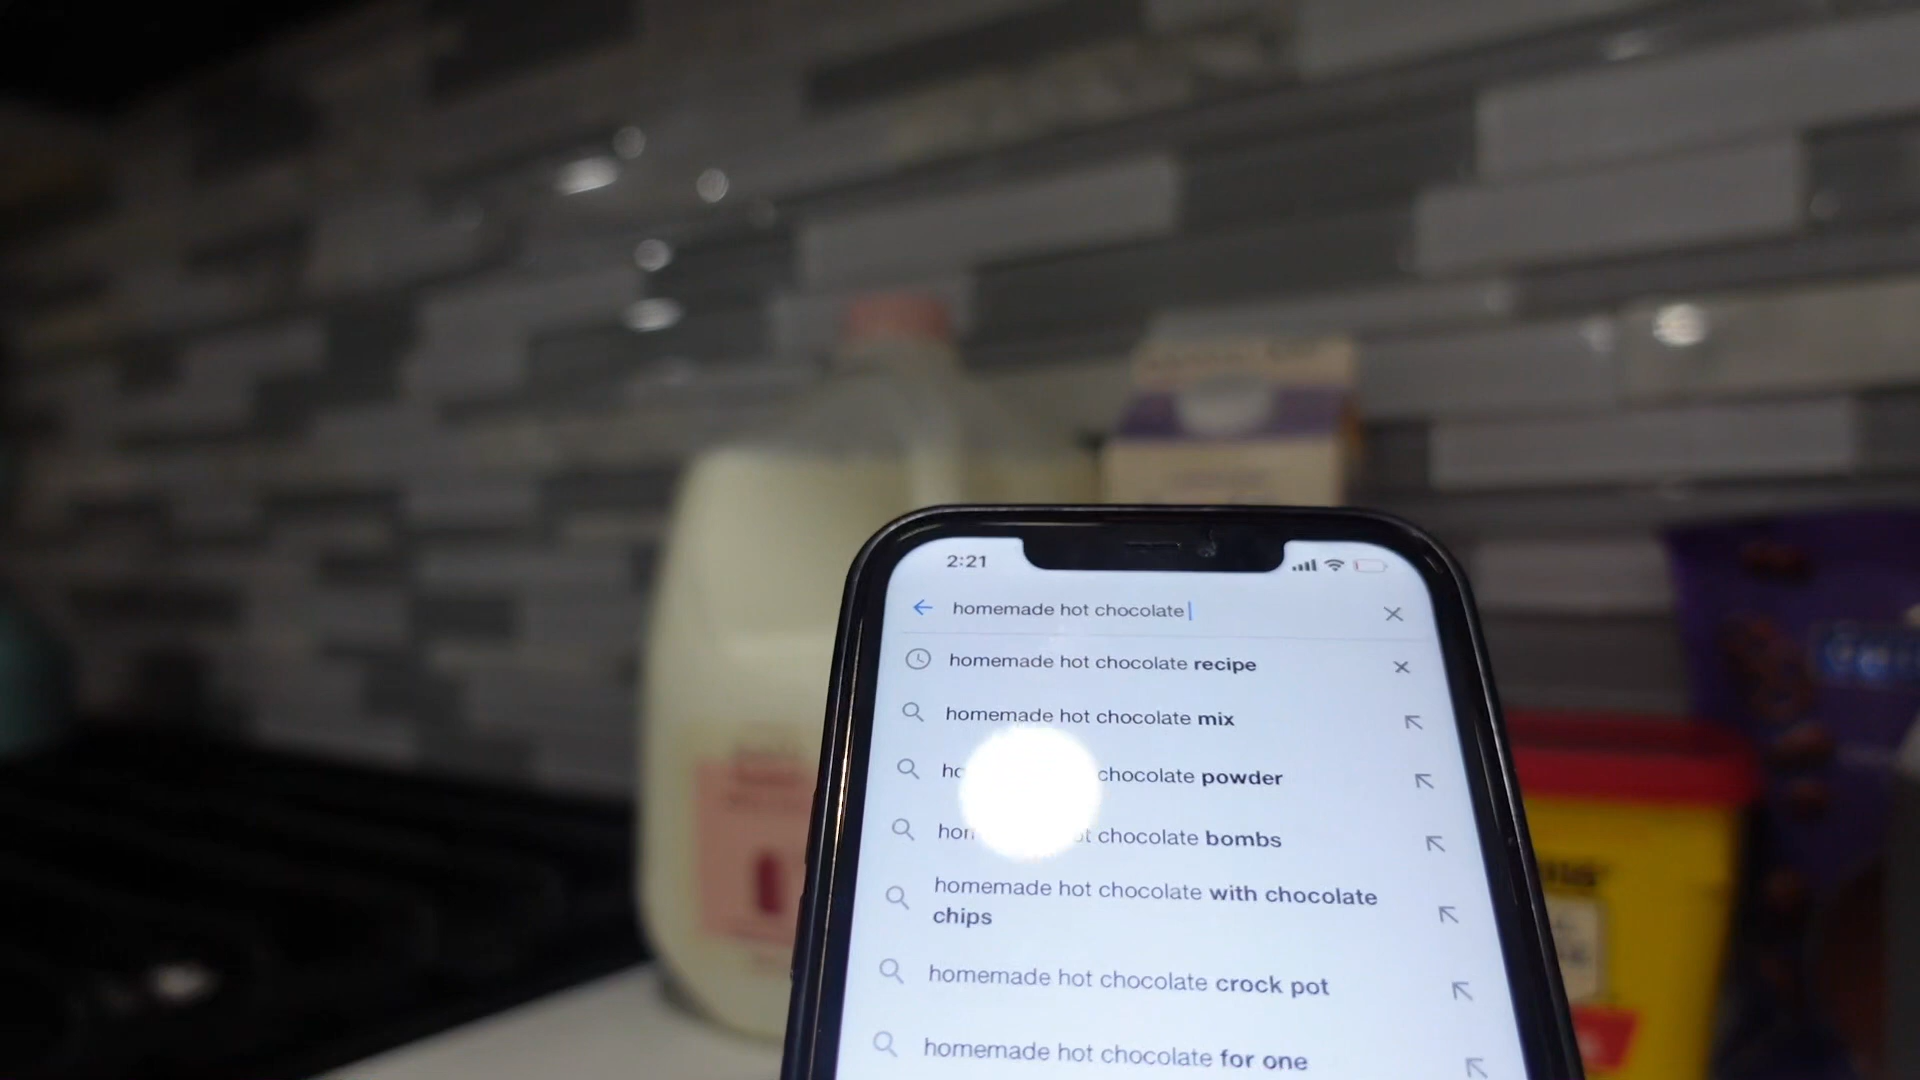 2:21
homemade hot chocolate
homemade hot chocolate recipe
homemade hot chocolate mix
chocolate powder
chocolate bombs
homemade hot chocolate with chocolate
chips
homemade hot chocolate crock pot
homemade hot chocolate for one